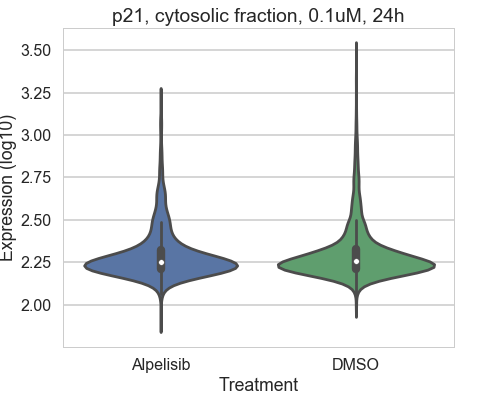 p21, cytosolic fraction, 0.1uM, 24h
Expression (log10)
3.50
3.25
3.00
2.75
2.50
2.25
2.00
Alpelisib
DMSO
Treatment